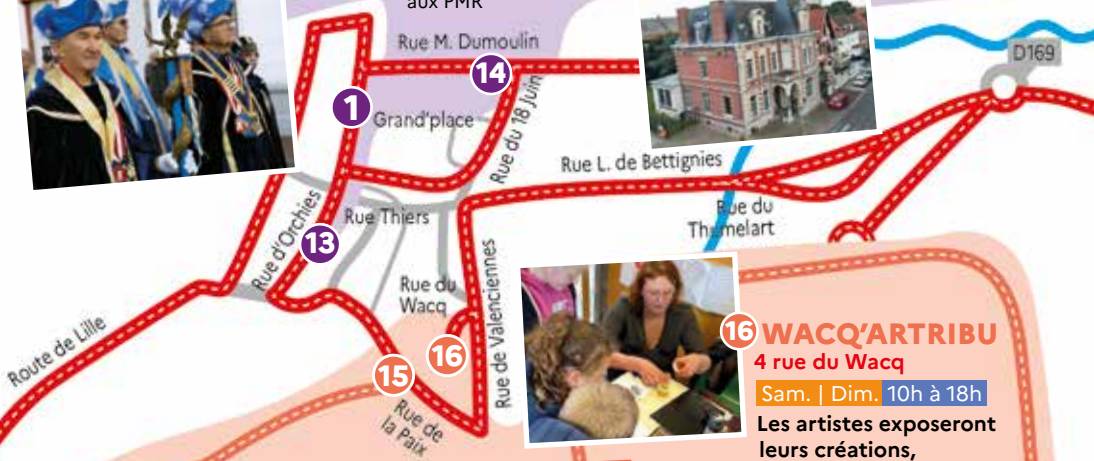 aux PMR
Rue M. Dumoulin
14
D169
1
Grand'place
Rue du 18 Juin
Rue L. de Bettignies
Rue d'Orchies
Rue Thiers
13
Rue du
Thomelart
Rue du
Wacq
Rue de Valenciennes
Route de Lille
16
15
Rue de
la Paix
16 WACQ'ARTRIBU
4 rue du Wacq
Sam. | Dim. 10h à 18h
Les artistes exposeront
leurs créations,